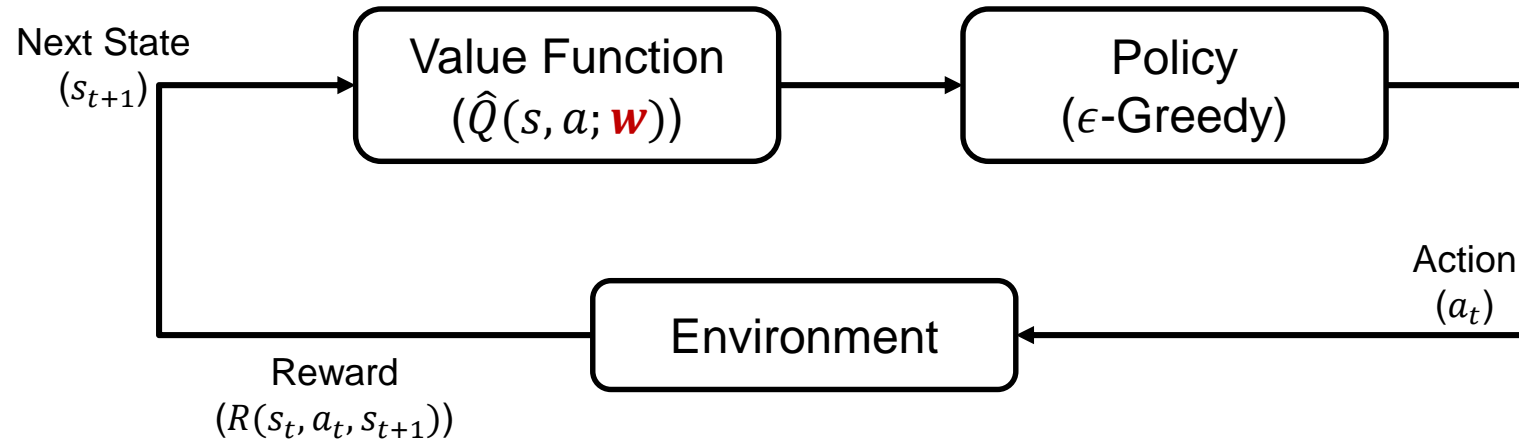 Next State
(s_{t+1})
Value Function
(Q̂(s, a; w))
Policy
(ϵ-Greedy)
Action
(a_t)
Environment
Reward
(R(s_t, a_t, s_{t+1}))